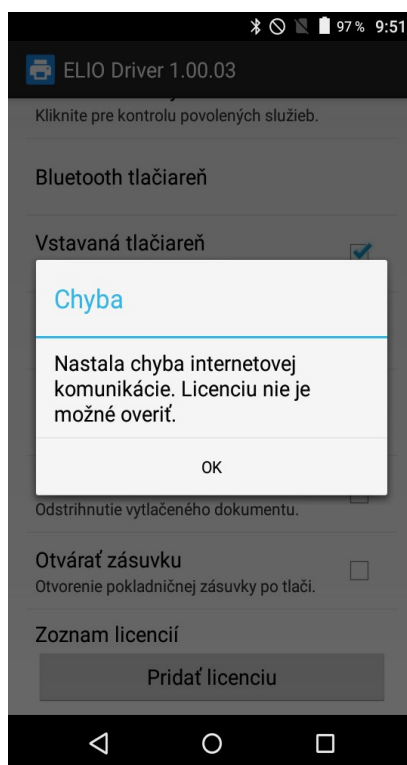 97 % 9:51
ELIO Driver 1.00.03
Kliknite pre kontrolu povolených služieb.
Bluetooth tlačiareň
Vstavaná tlačiareň
Chyba
Nastala chyba internetovej
komunikácie. Licenciu nie je
možné overiť.
OK
Odstrihnutie vytlačeného dokumentu.
Otvárať zásuvku
Otvorenie pokladničnej zásuvky po tlači.
Zoznam licencií
Pridať licenciu